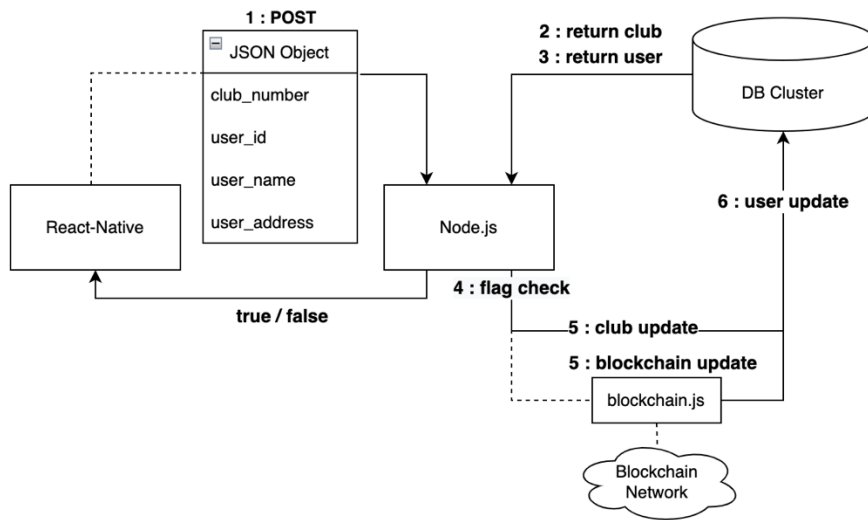 1 : POST
JSON Object
club_number
user_id
user_name
user_address
React-Native
Node.js
2 : return club
3 : return user
DB Cluster
6 : user update
4 : flag check
true / false
5 : club update
5 : blockchain update
blockchain.js
Blockchain
Network